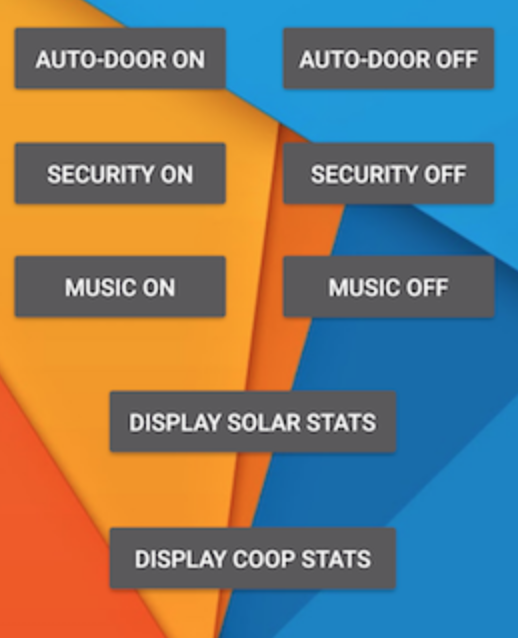 AUTO-DOOR ON
AUTO-DOOR OFF
SECURITY ON
SECURITY OFF
MUSIC ON
MUSIC OFF
DISPLAY SOLAR STATS
DISPLAY COOP STATS